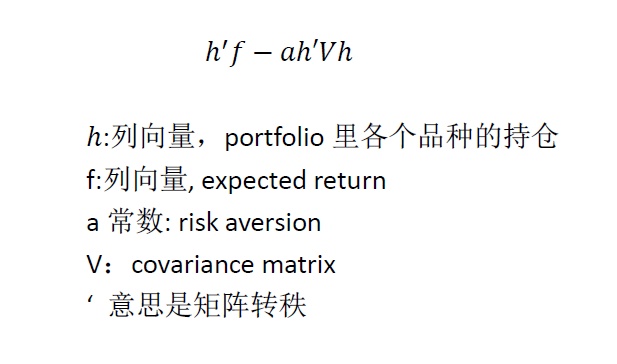 h′f − ah′Vh
h:列向量，portfolio 里各个品种的持仓
f:列向量, expected return
a 常数: risk aversion
V：covariance matrix
‘ 意思是矩阵转秩